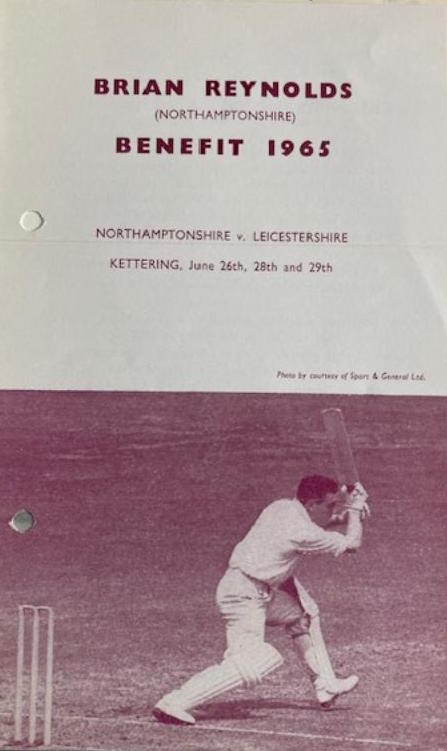 BRIAN REYNOLDS
(NORTHAMPTONSHIRE)
BENEFIT 1965
NORTHAMPTONSHIRE v. LEICESTERSHIRE
KETTERING, June 26th, 28th and 29th
Photo by courtesy of Sport & General Ltd.